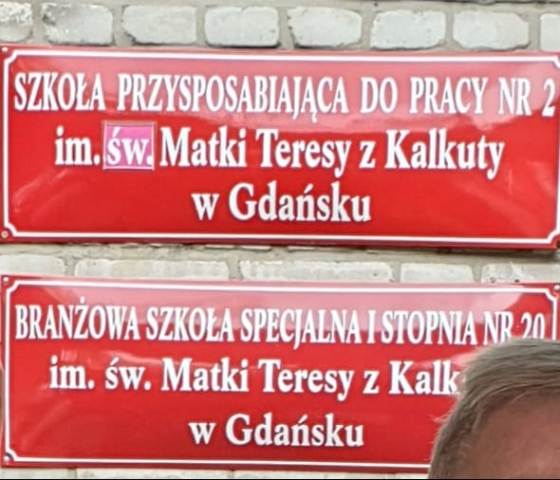 SZKOŁA PRZYSPOSABIAJĄCA DO PRACY NR 2
im. św. Matki Teresy z Kalkuty
w Gdańsku
BRANŻOWA SZKOŁA SPECJALNA I STOPNIA NR 20
im. św. Matki Teresy z Kalk
w Gdańsku